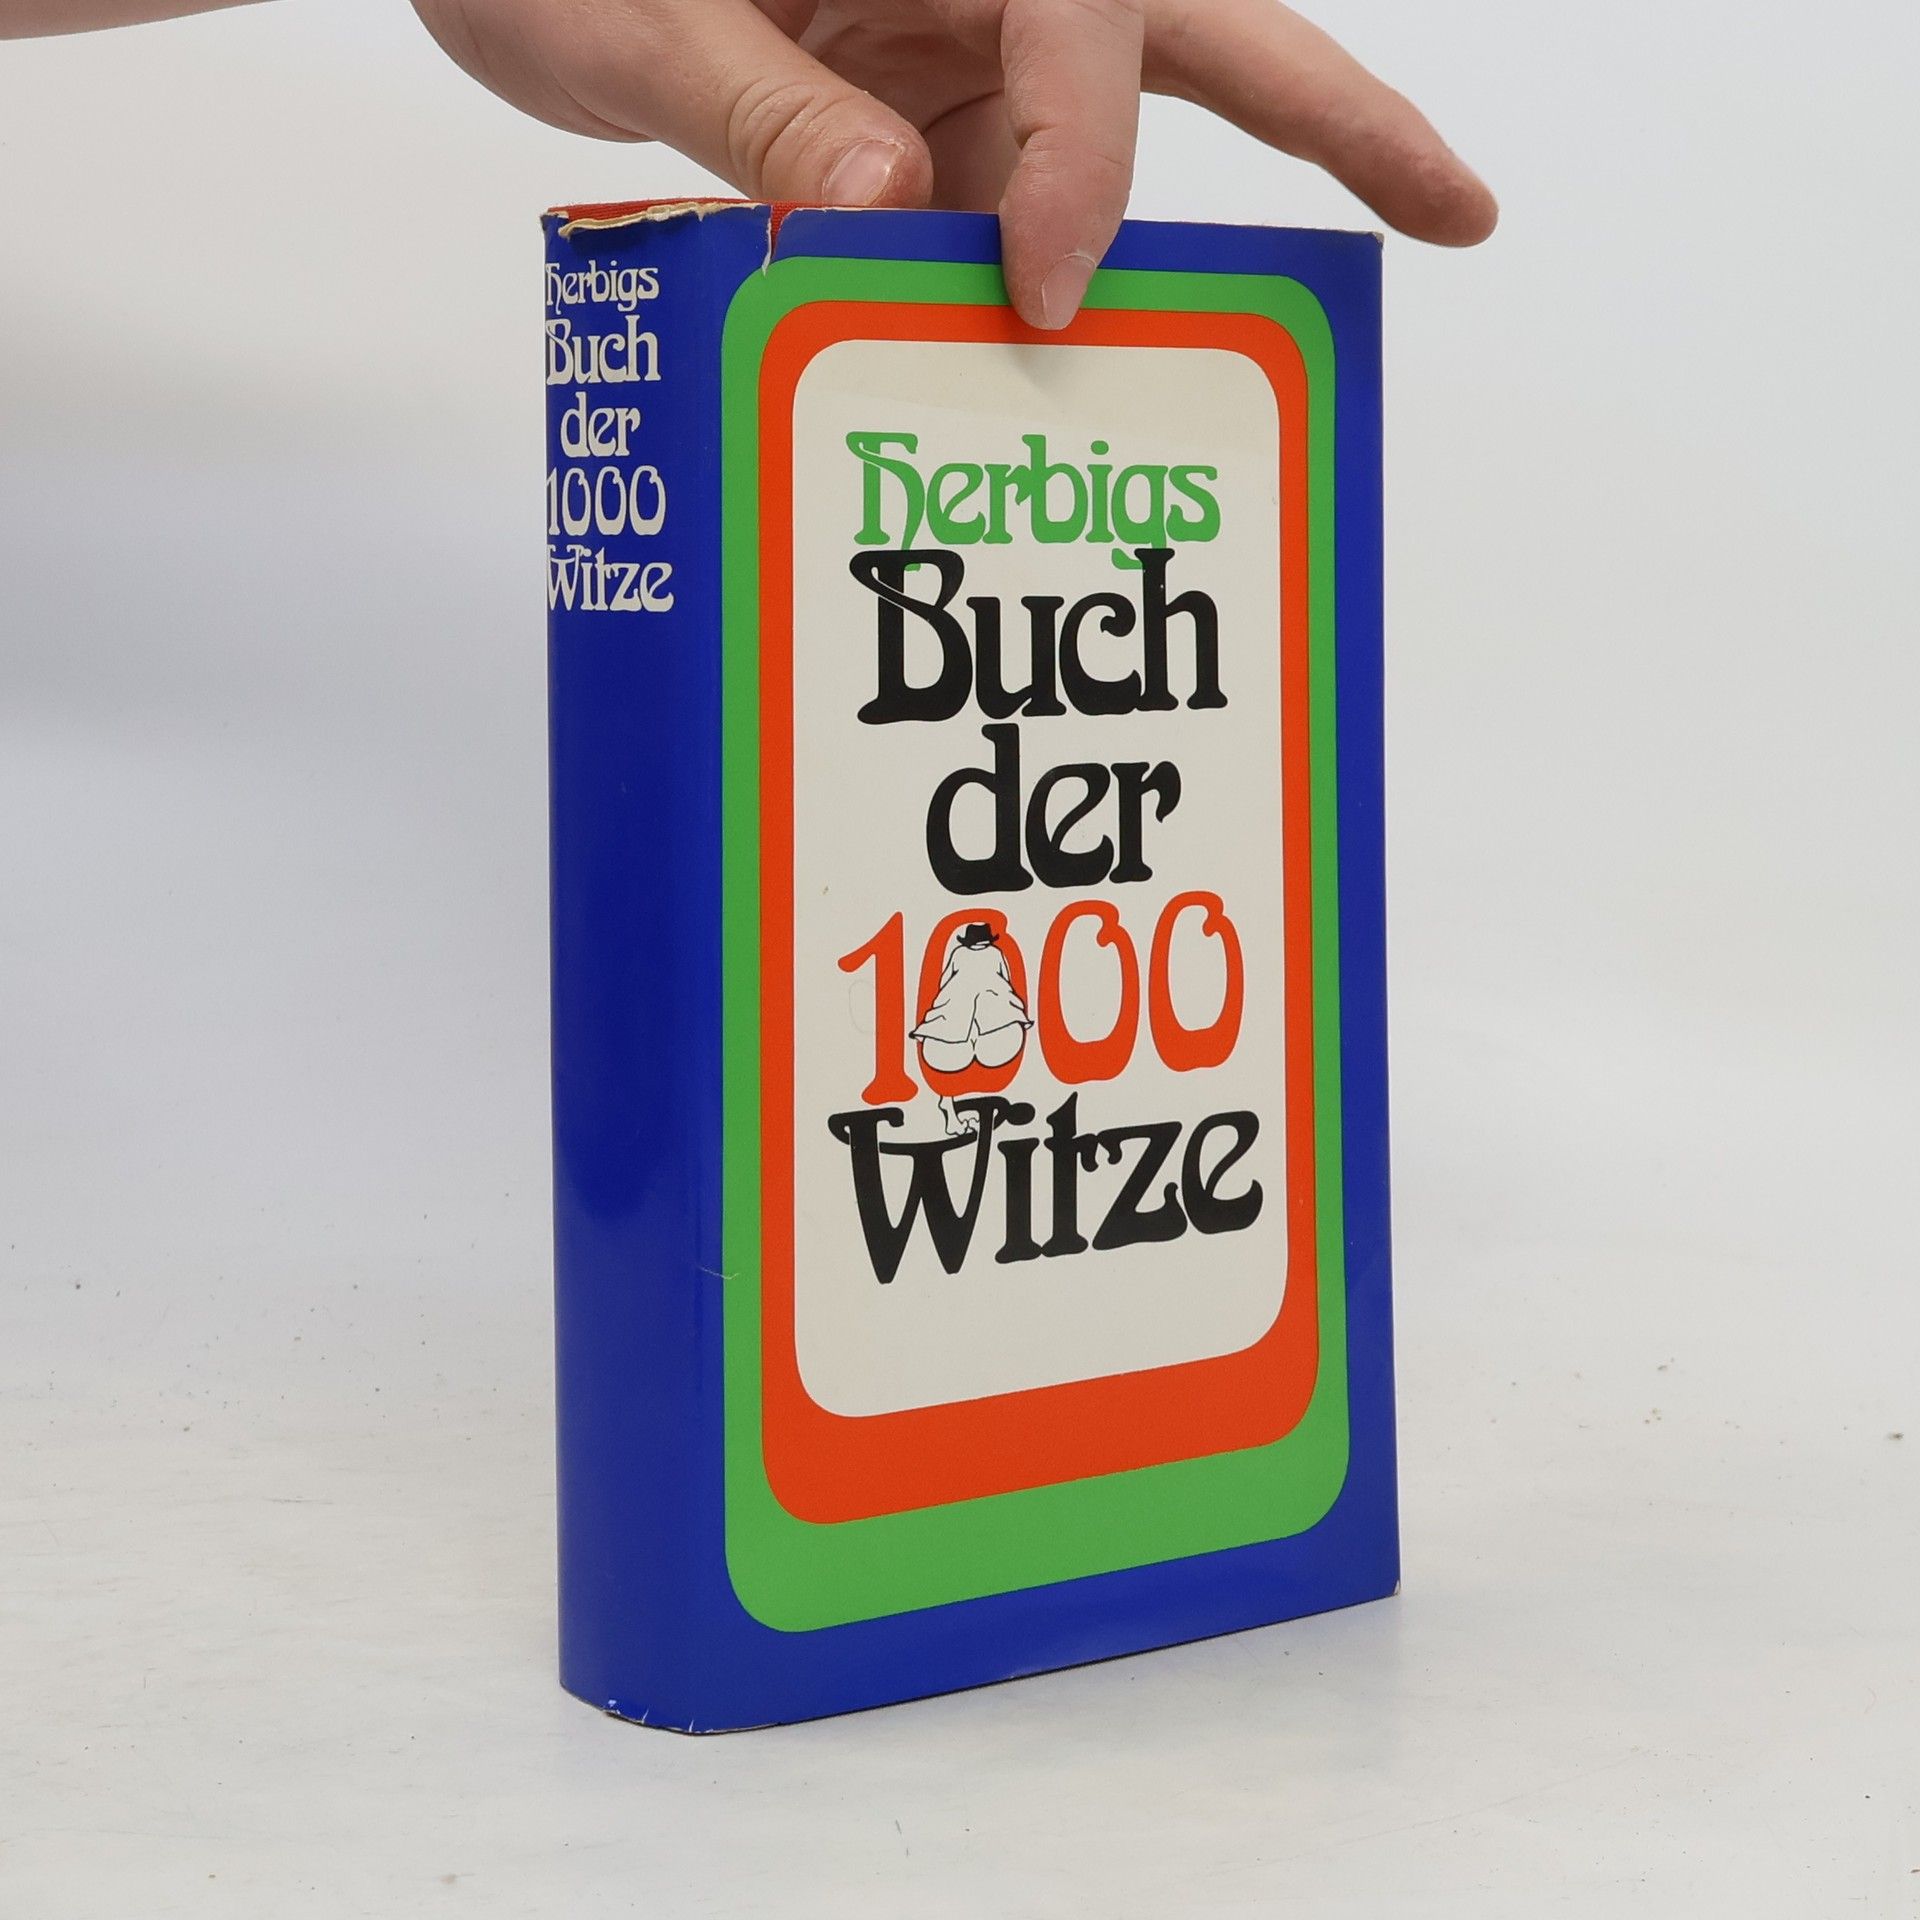 Herbigs
Buch
der
1000
Witze
Herbigs
Buch
der
1000
Witze